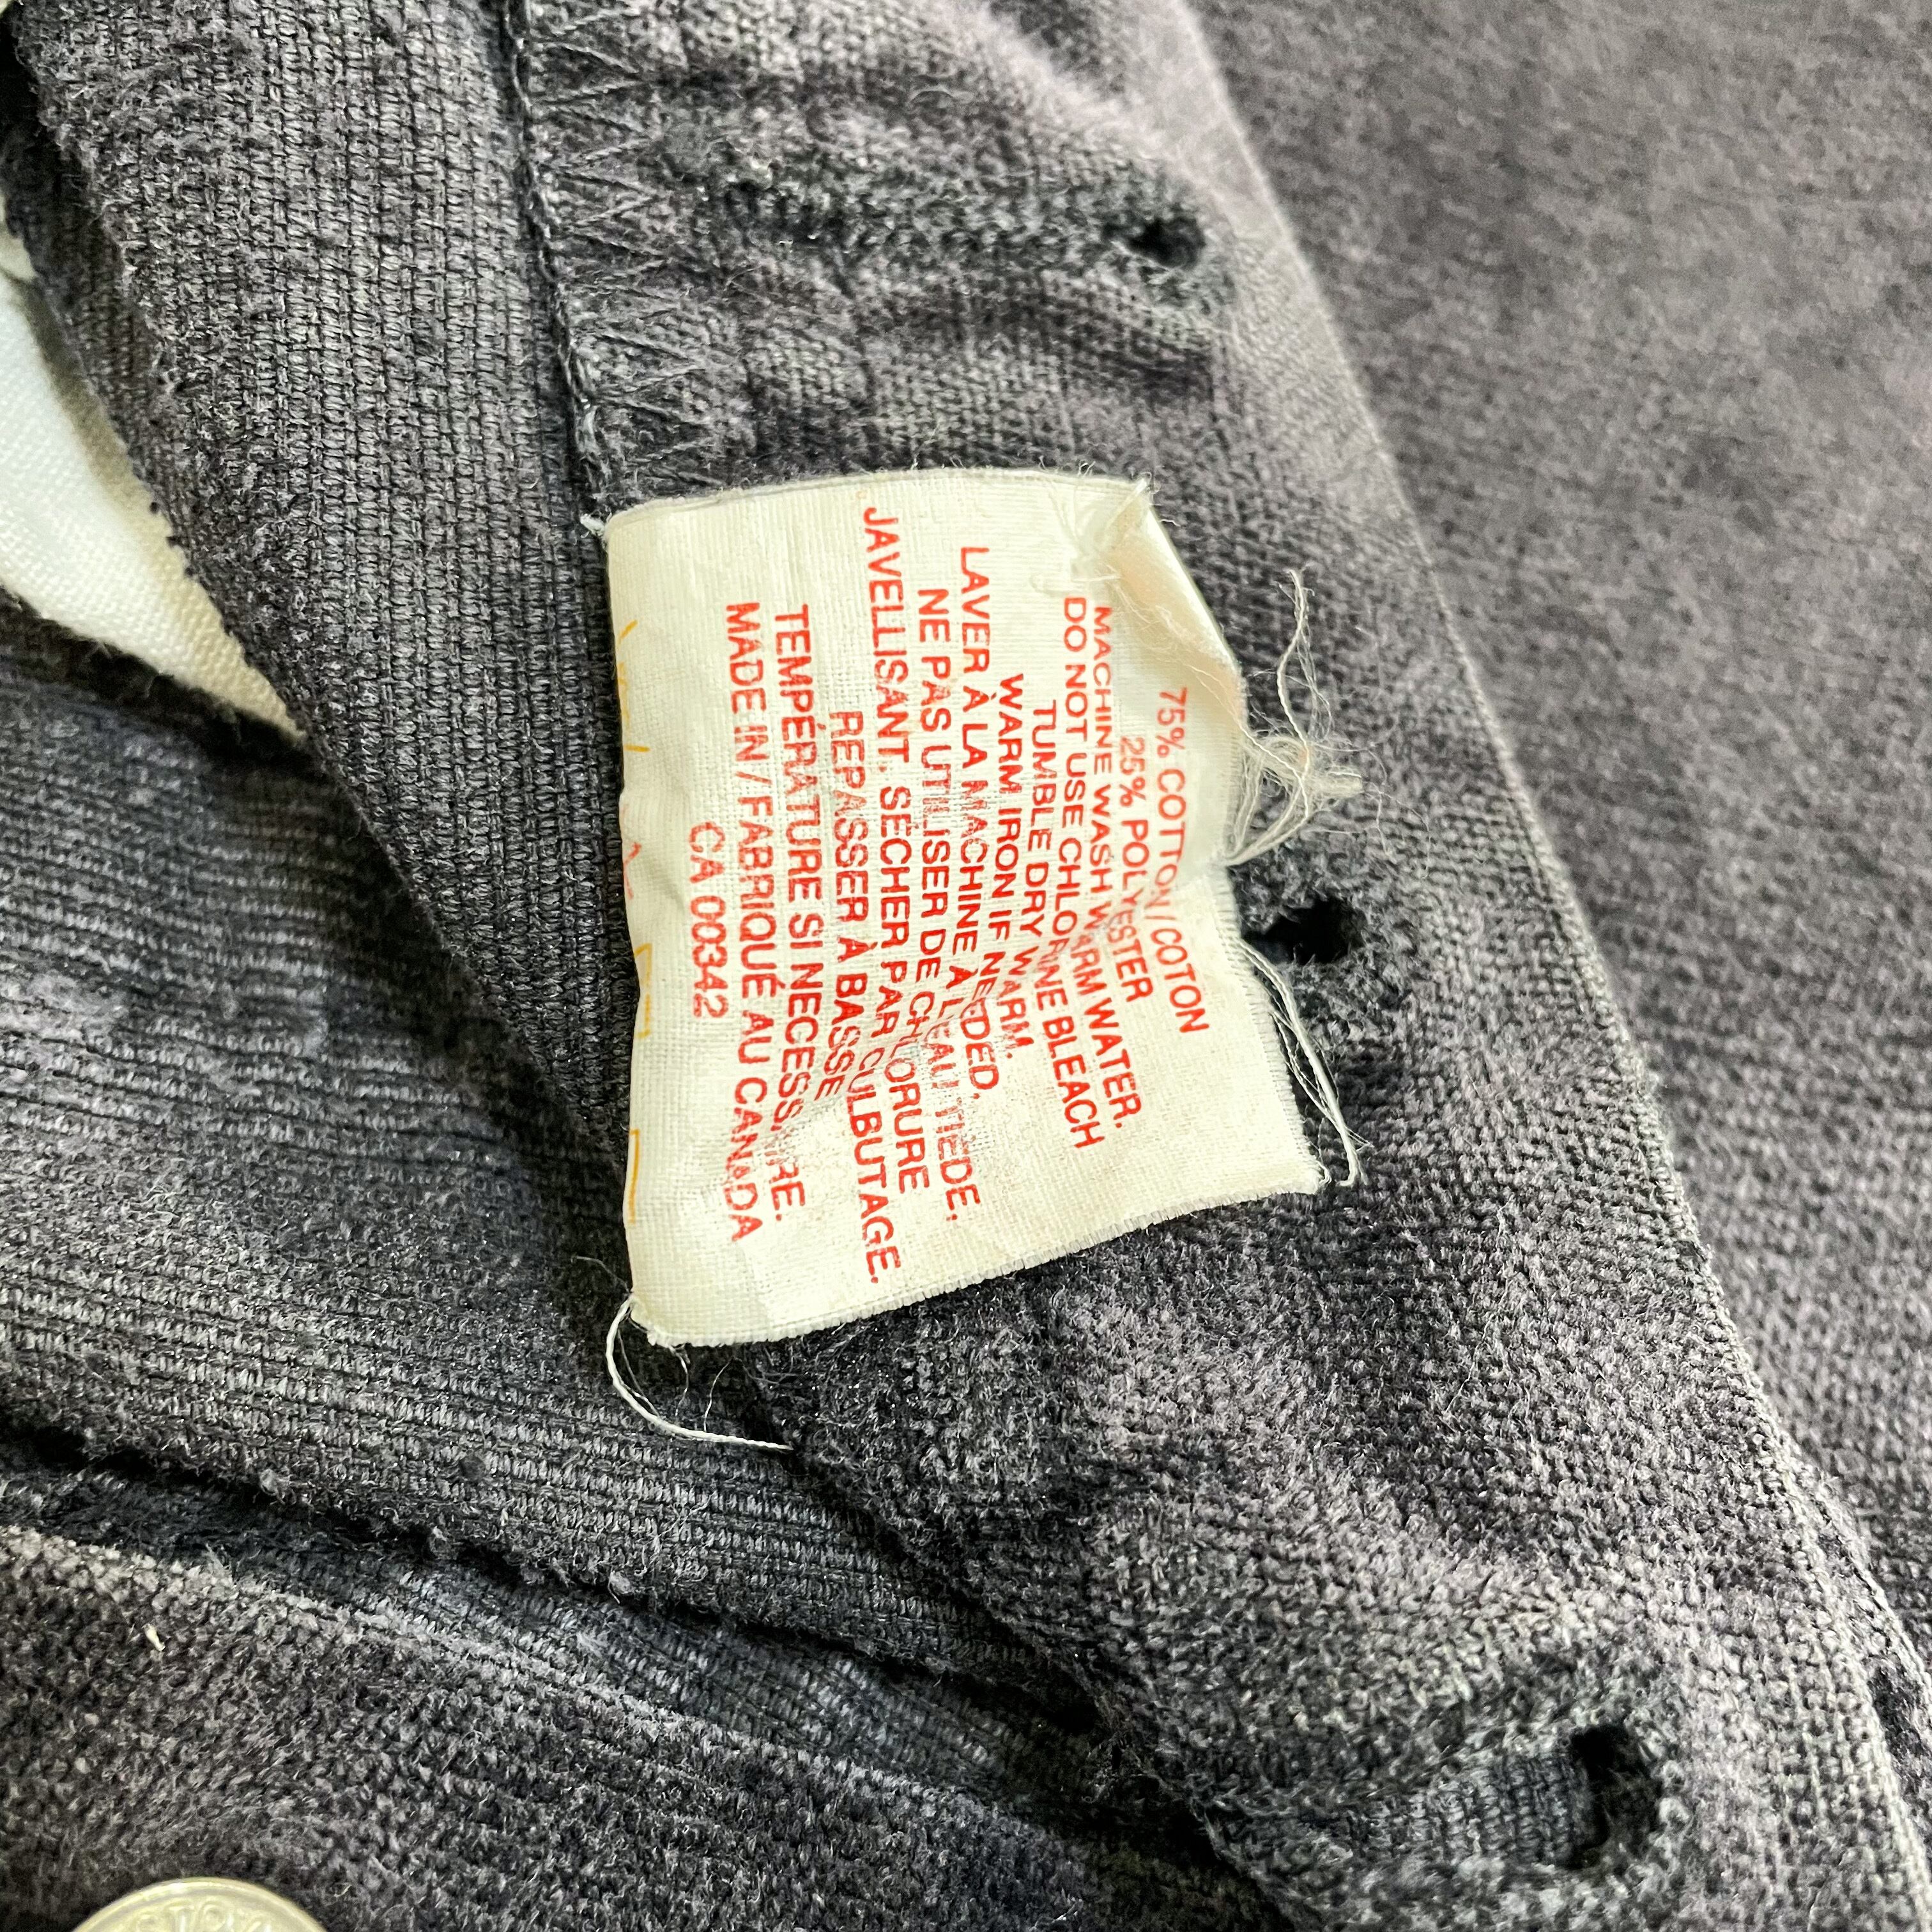 75% COTTON/COTON
25% POLYESTER
MACHINE WASH WARM WATER.
DO NOT USE CHLORINE BLEACH
TUMBLE DRY WARM.
WARM IRON IF NEEDED,
LAVER À LA MACHINE À L'EAU TIEDE.
NE PAS UTILISER DE CHLORURE
JAVELLISANT. SÉCHER PAR CULBUTAGE.
REPASSER À BASSE
TEMPÉRATURE SI NECESSAIRE.
MADE IN / FABRIQUÉ AU CANADA
CA 00342